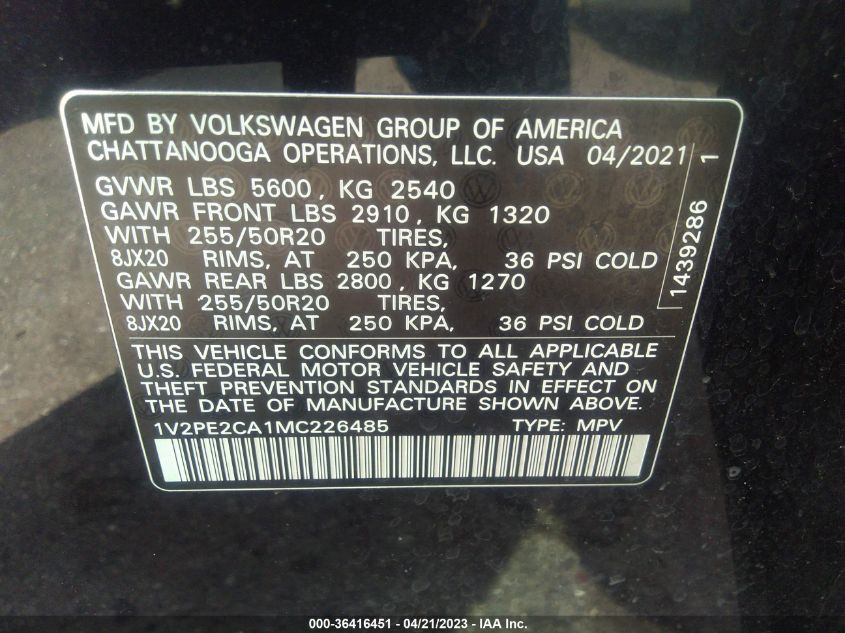 MFD BY VOLKSWAGEN GROUP OF AMERICA
CHATTANOOGA OPERATIONS, LLC. USA 04/2021
GVWR LBS 5600, KG 2540
GAWR FRONT LBS 2910, KG 1320
WITH 255/50R20 TIRES,
8JX20 RIMS, AT 250 KPA, 36 PSI COLD
GAWR REAR LBS 2800, KG 1270
WITH 255/50R20 TIRES,
8JX20 RIMS, AT 250 KPA, 36 PSI COLD
1439286 1
THIS VEHICLE CONFORMS TO ALL APPLICABLE
U.S. FEDERAL MOTOR VEHICLE SAFETY AND
THEFT PREVENTION STANDARDS IN EFFECT ON
THE DATE OF MANUFACTURE SHOWN ABOVE.
1V2PE2CA1MC226485 TYPE: MPV
000-36416451 - 04/21/2023 - IAA Inc.